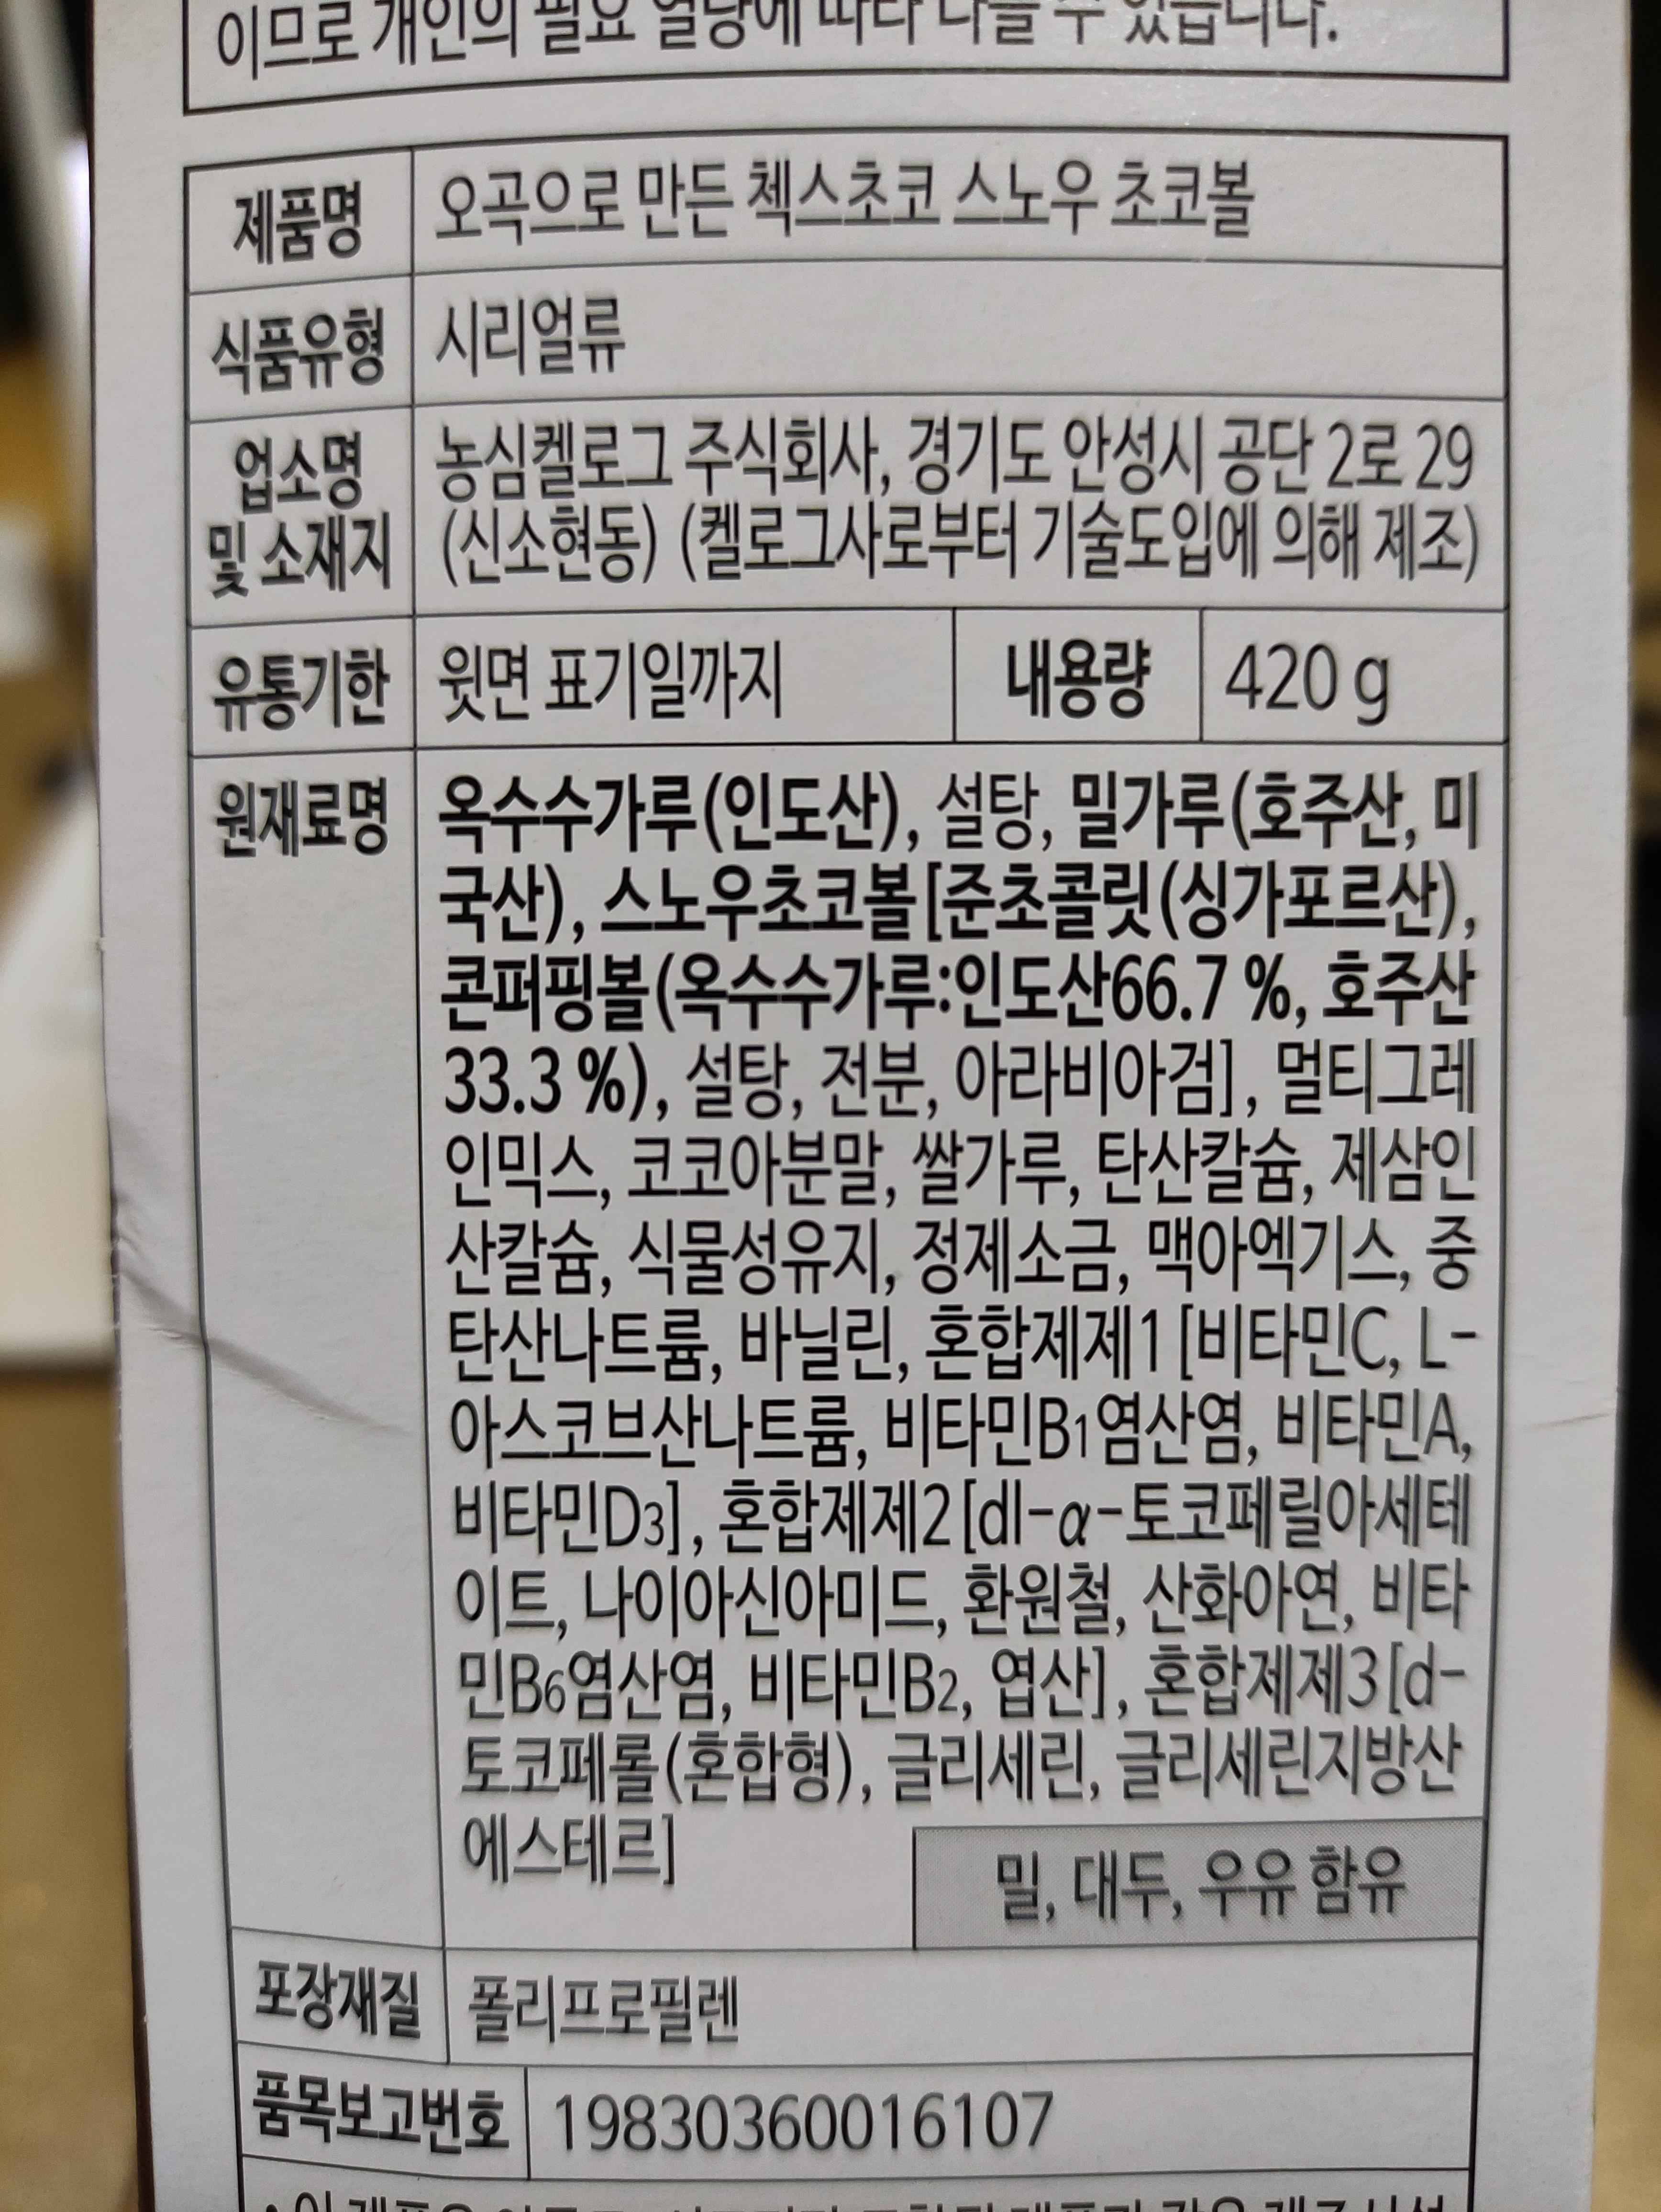 이므로 개인의 필요 열량에 따라 다를 수 있습니다.
제품명 오곡으로 만든 첵스초코 스노우 초코볼
식품유형 시리얼류
업소명 및 소재지 농심켈로그 주식회사, 경기도 안성시 공단 2로 29
(신소현동) (켈로그사로부터 기술도입에 의해 제조)
유통기한 윗면 표기일까지 내용량 420 g
원재료명 옥수수가루(인도산), 설탕, 밀가루(호주산, 미
국산), 스노우초코볼[준초콜릿(싱가포르산),
콘퍼핑볼(옥수수가루:인도산66.7 %, 호주산
33.3 %), 설탕, 전분, 아라비아검], 멀티그레
인믹스, 코코아분말, 쌀가루, 탄산칼슘, 제삼인
산칼슘, 식물성유지, 정제소금, 맥아엑기스, 중
탄산나트륨, 바닐린, 혼합제제1[비타민C, L-
아스코브산나트륨, 비타민B1염산염, 비타민A,
비타민D3], 혼합제제2[dl-α-토코페릴아세테
이트, 나이아신아미드, 환원철, 산화아연, 비타
민B6염산염, 비타민B2, 엽산], 혼합제제3[d-
토코페롤(혼합형), 글리세린, 글리세린지방산
에스테르]
밀, 대두, 우유 함유
포장재질 폴리프로필렌
품목보고번호 19830360016107